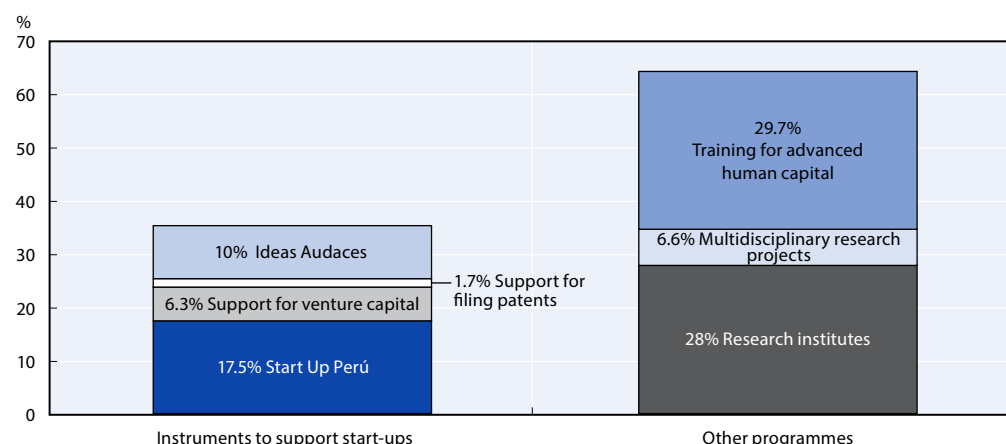 %
70
60
50
40
30
20
10
0
10% Ideas Audaces
1.7% Support for
filing patents
6.3% Support for venture capital
17.5% Start Up Perú
Instruments to support start-ups
29.7%
Training for advanced
human capital
6.6% Multidisciplinary research
projects
28% Research institutes
Other programmes